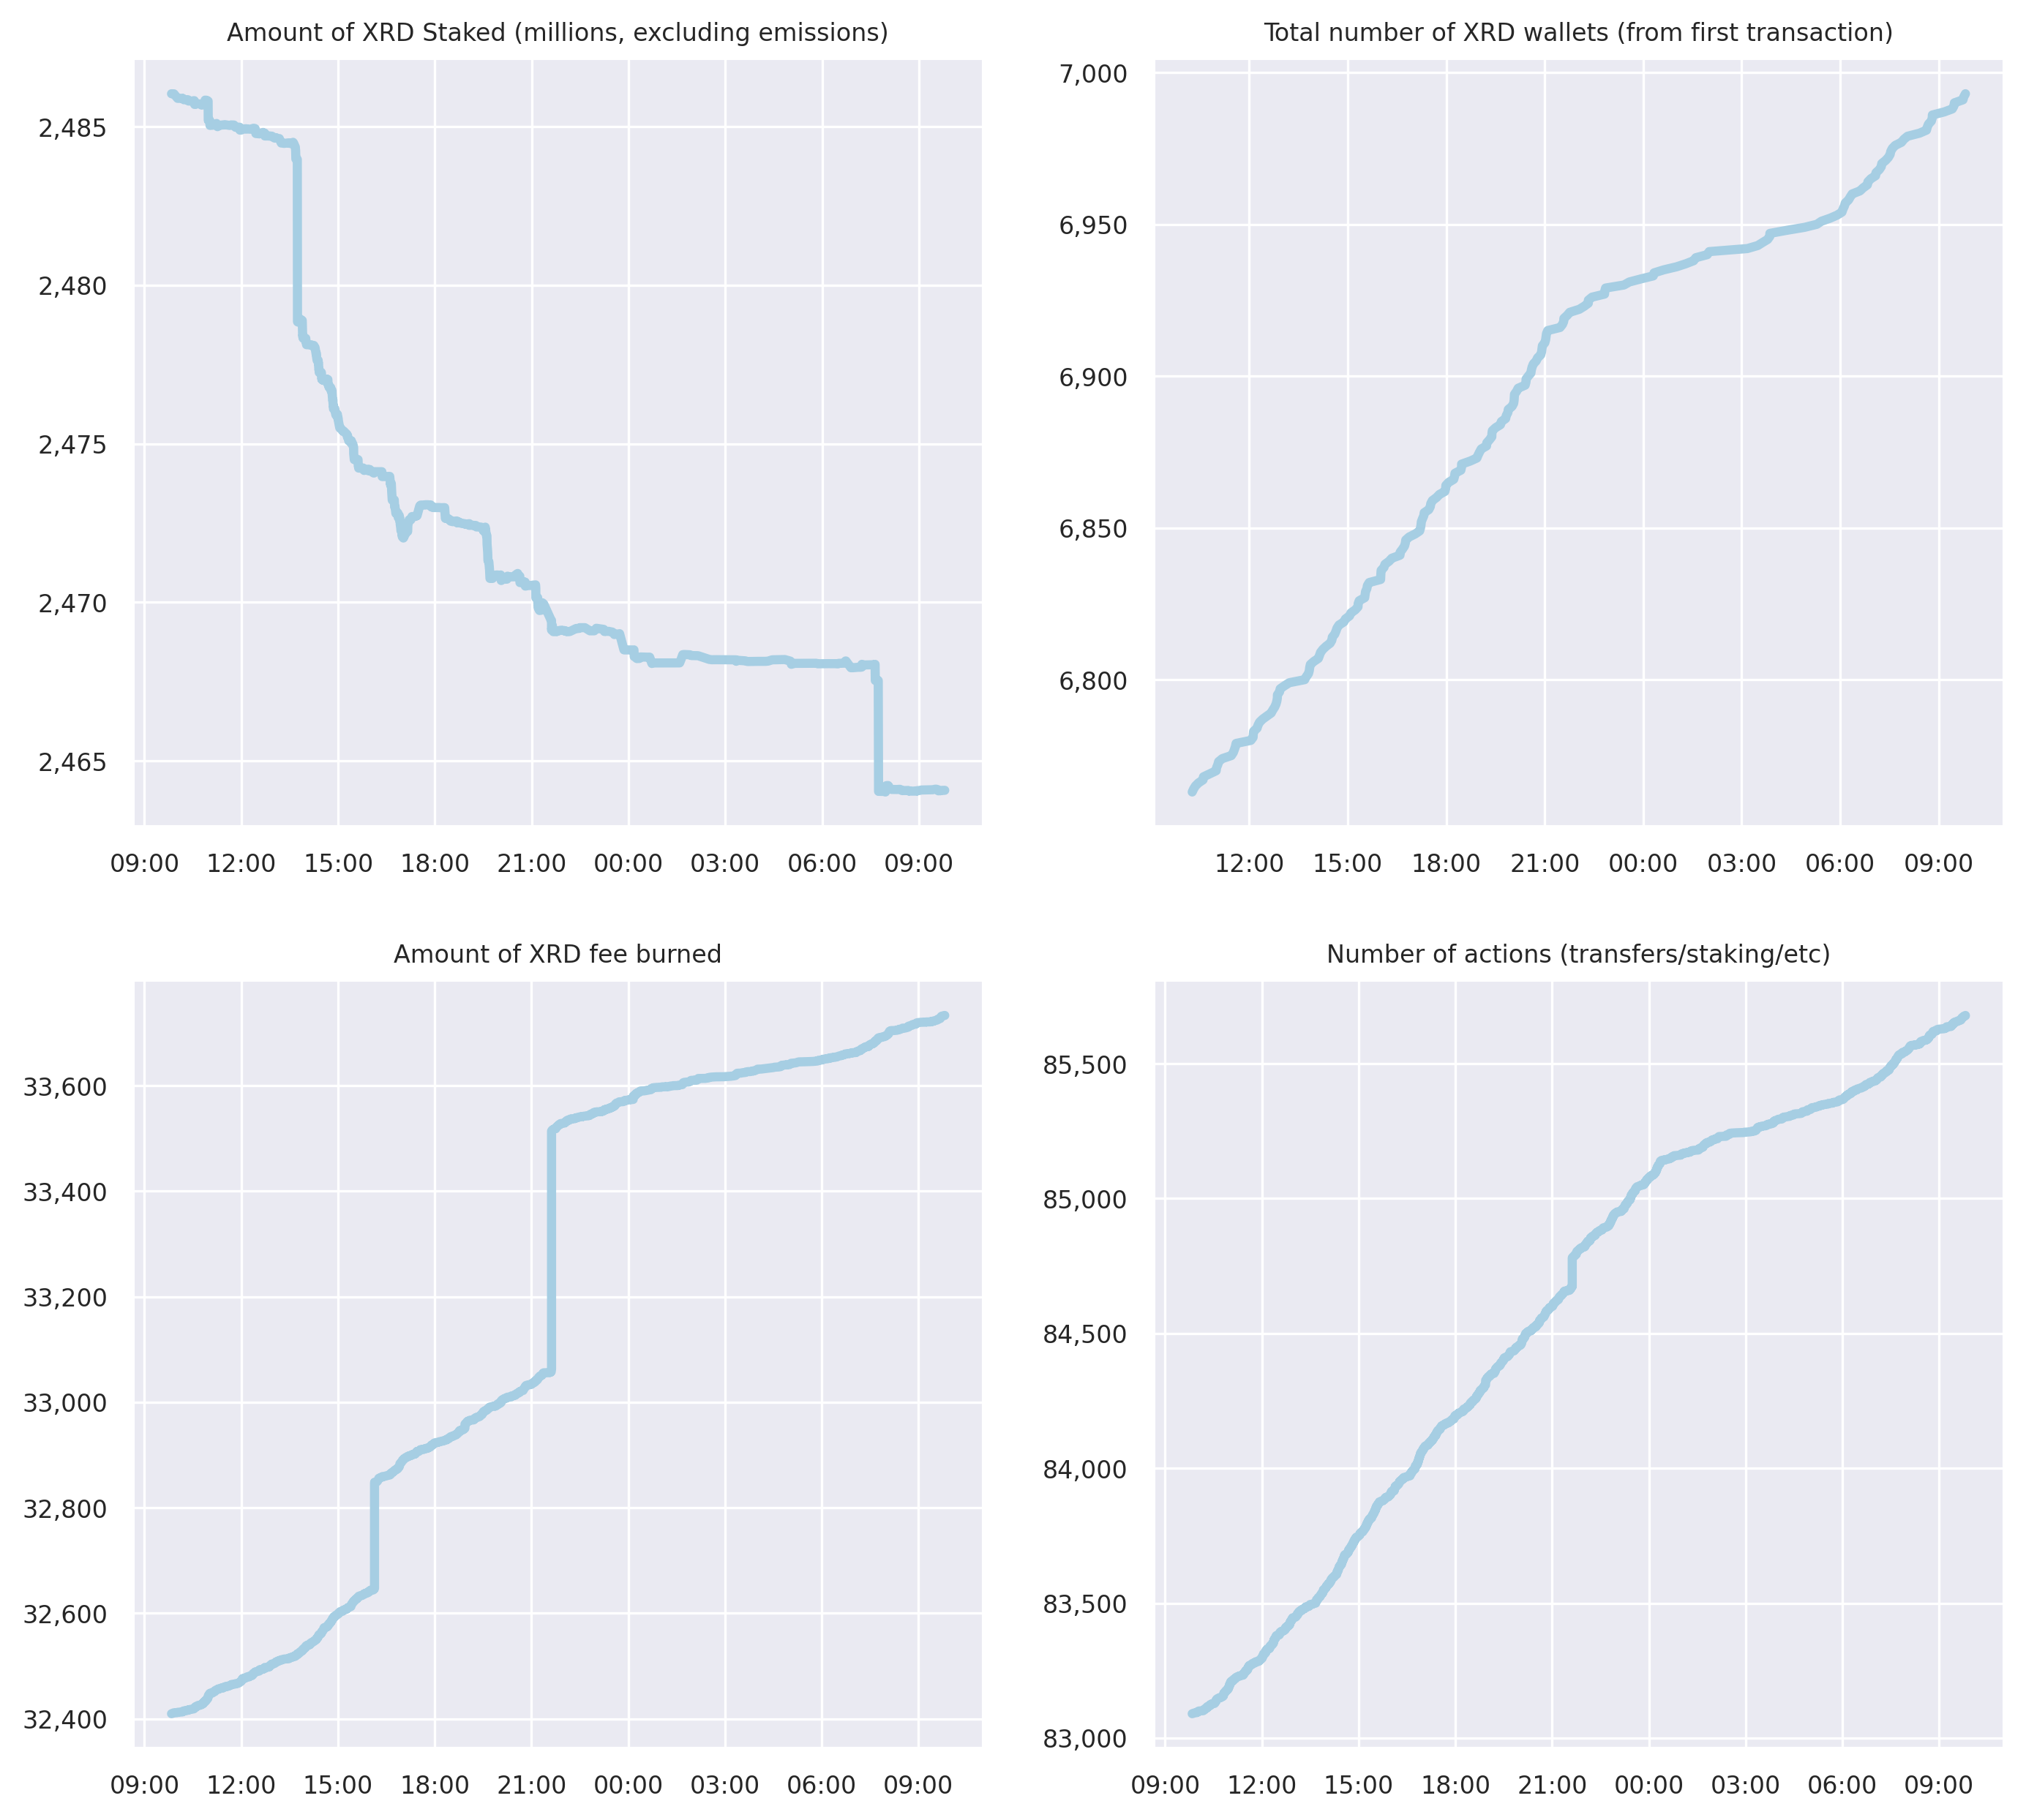 Amount of XRD Staked (millions, excluding emissions)
2,485
2,480
2,475
2,470
2,465
09:00 12:00 15:00 18:00 21:00 00:00 03:00 06:00 09:00
Total number of XRD wallets (from first transaction)
7,000
6,950
6,900
6,850
6,800
12:00 15:00 18:00 21:00 00:00 03:00 06:00 09:00
Amount of XRD fee burned
33,600
33,400
33,200
33,000
32,800
32,600
32,400
09:00 12:00 15:00 18:00 21:00 00:00 03:00 06:00 09:00
Number of actions (transfers/staking/etc)
85,500
85,000
84,500
84,000
83,500
83,000
09:00 12:00 15:00 18:00 21:00 00:00 03:00 06:00 09:00